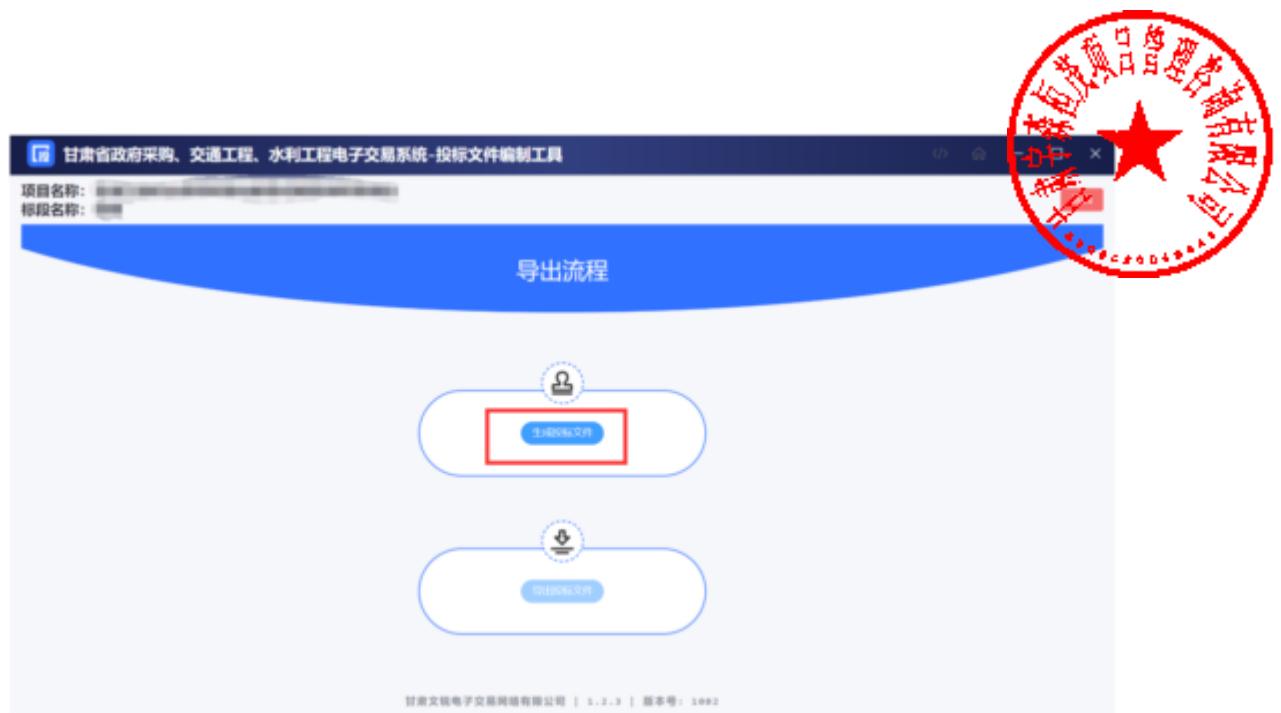 甘肃省政府采购、交通工程、水利工程电子交易系统-投标文件编制工具
项目名称:
标段名称:
导出流程
生成投标文件
导出投标文件
甘肃文锐电子交易网络有限公司 | 1.2.3 | 版本号: 1002